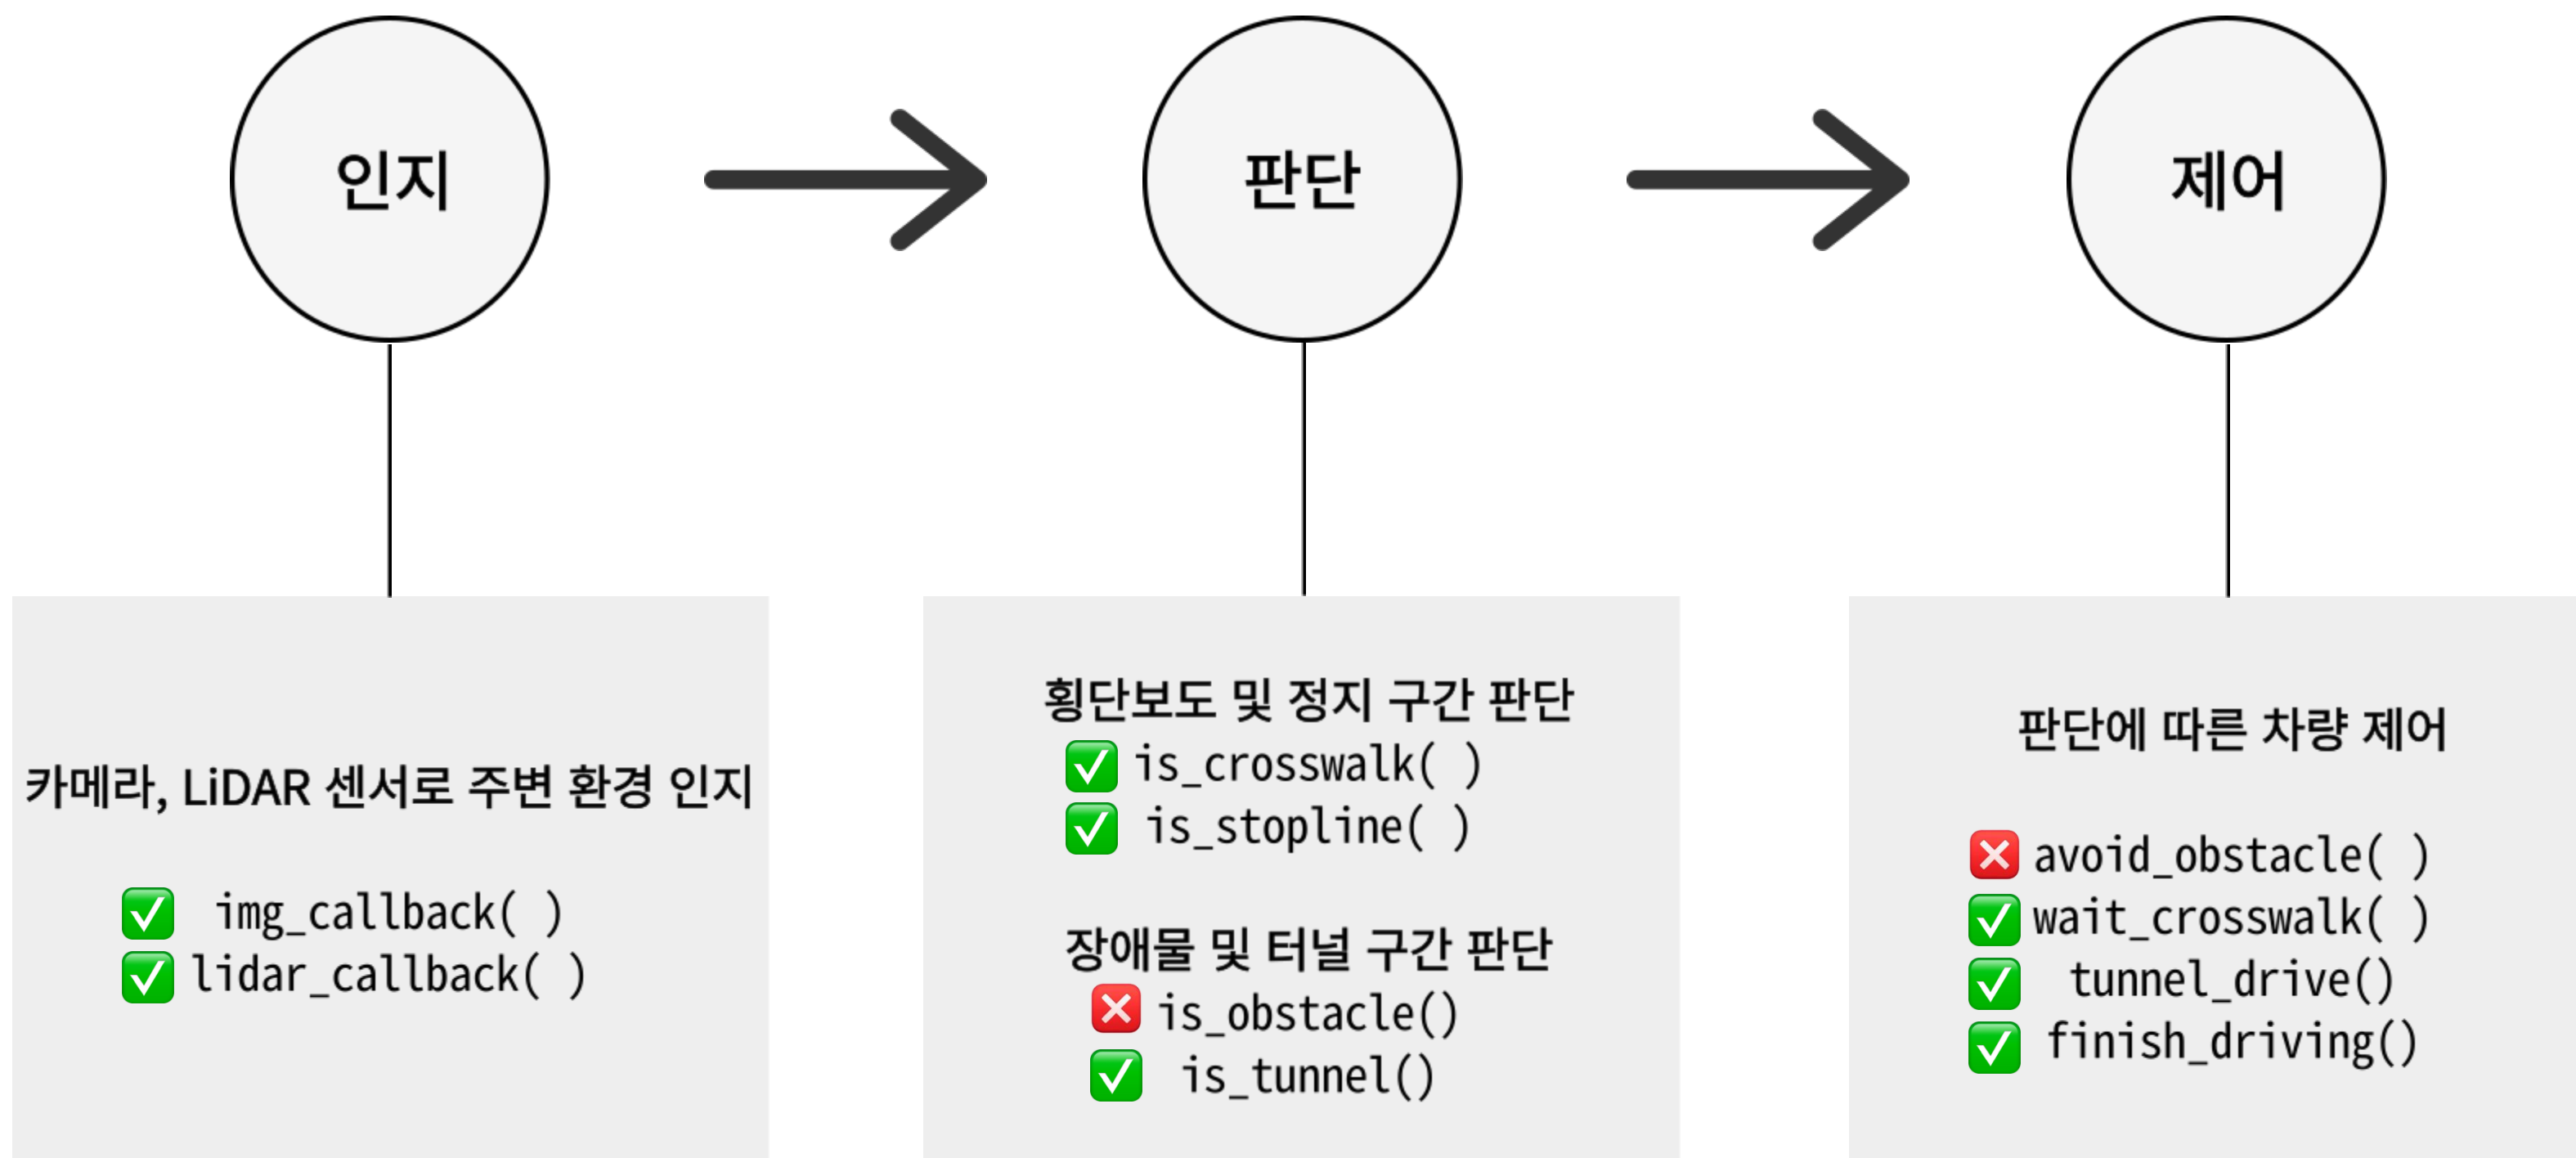 인지
판단
제어
카메라, LiDAR 센서로 주변 환경 인지
✅ img_callback( )
✅ lidar_callback( )
횡단보도 및 정지 구간 판단
✅ is_crosswalk( )
✅ is_stopline( )
장애물 및 터널 구간 판단
❌ is_obstacle()
✅ is_tunnel()
판단에 따른 차량 제어
❌ avoid_obstacle( )
✅ wait_crosswalk( )
✅ tunnel_drive()
✅ finish_driving()